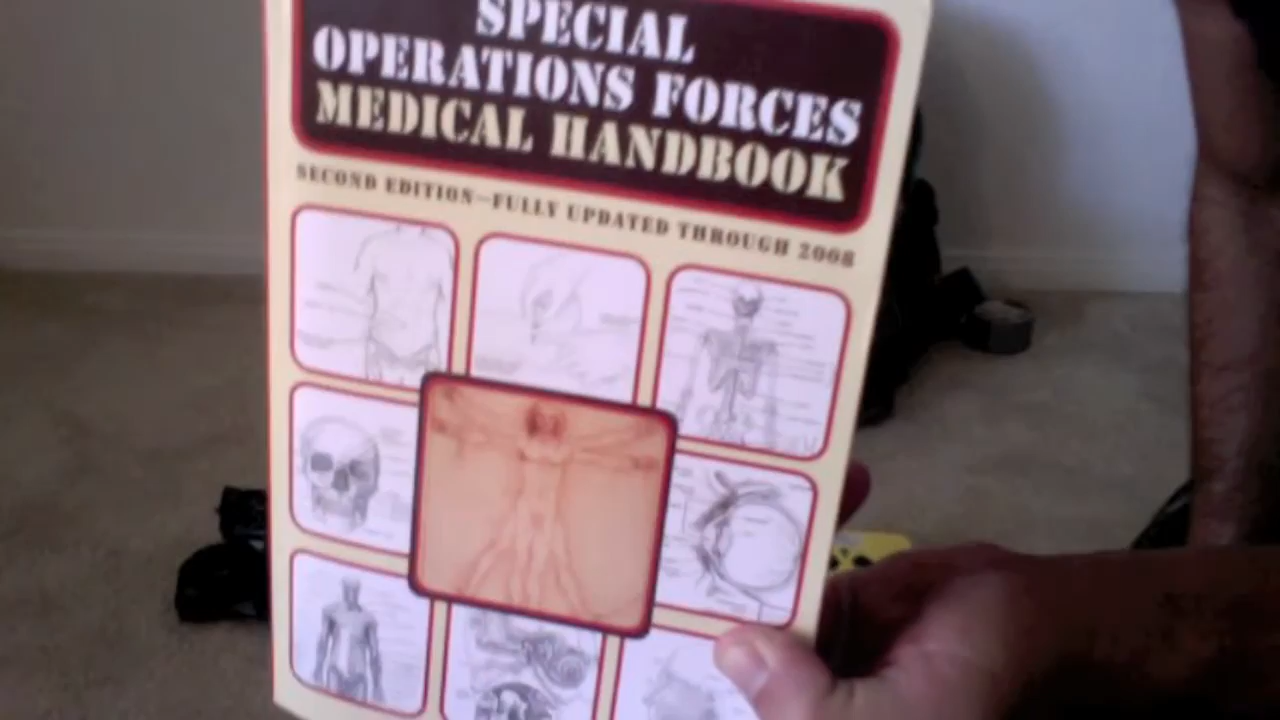 SPECIAL
OPERATIONS FORCES
MEDICAL HANDBOOK
SECOND EDITION—FULLY UPDATED THROUGH 2008